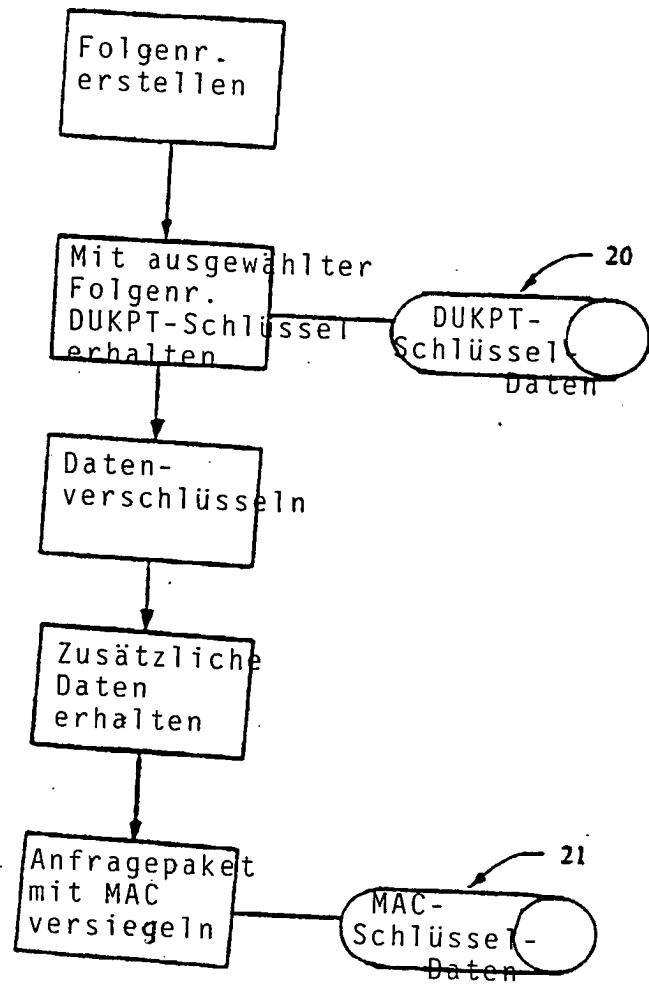 Folgenr.
erstellen
Mit ausgewählter
Folgenr.
DUKPT-Schlüssel
erhalten
20
DUKPT-
Schlüssel-
Daten
Daten-
verschlüsseln
Zusätzliche
Daten
erhalten
Anfragepaket
mit MAC
versiegeln
21
MAC-
Schlüssel-
Daten